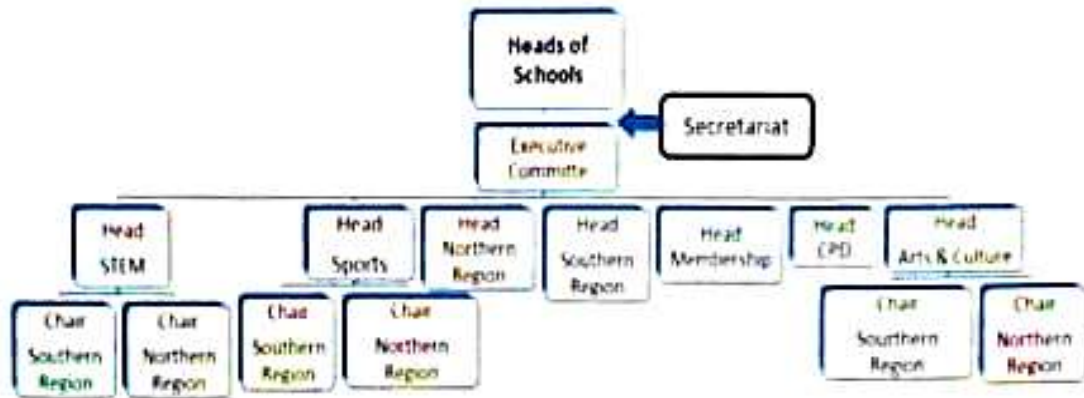 Heads of
Schools
Secretariat
Executive
Committe
Head
STEM
Head
Sports
Head
Northern
Region
Head
Southern
Region
Head
Membership
Head
CPD
Head
Arts & Culture
Chair
Southern
Region
Chair
Northern
Region
Chair
Southern
Region
Chair
Northern
Region
Chair
Sourthern
Region
Chair
Northern
Region